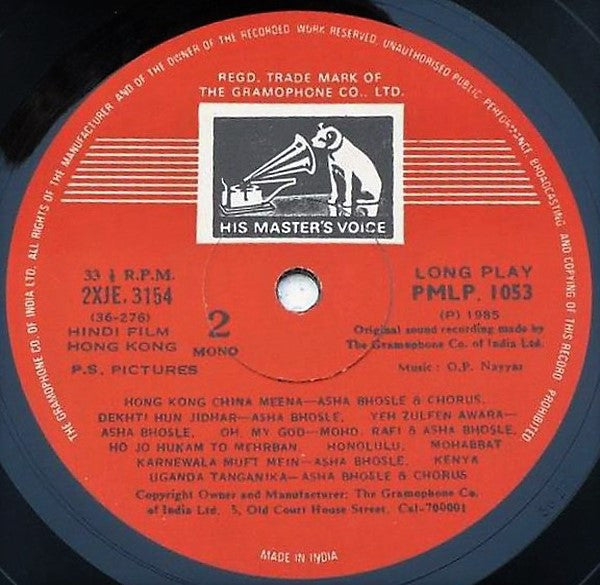 THE GRAMOPHONE CO. OF INDIA LTD. ALL RIGHTS OF THE MANUFACTURER AND OF THE OWNER OF THE RECORDED WORK RESERVED. UNAUTHORISED PUBLIC PERFORMANCE, BROADCASTING AND COPYING OF THIS RECORD PROHIBITED.
REGD. TRADE MARK OF
THE GRAMOPHONE CO., LTD.
HIS MASTER'S VOICE
33 ⅓ R.P.M.
2XJE. 3154
(36-276)
HINDI FILM
HONG KONG
P.S. PICTURES
2
MONO
LONG PLAY
PMLP. 1053
(P) 1985
Original sound recording made by
The Gramophone Co. of India Ltd.
Music : O.P. Nayyar
HONG KONG CHINA MEENA—ASHA BHOSLE & CHORUS,
DEKHTI HUN JIDHAR—ASHA BHOSLE, YEH ZULFEN AWARA—
ASHA BHOSLE, OH, MY GOD—MOHD. RAFI & ASHA BHOSLE,
HO JO HUKAM TO MEHRBAN, HONOLULU, MOHABBAT
KARNEWALA MUFT MEIN—ASHA BHOSLE, KENYA
UGANDA TANGANIKA—ASHA BHOSLE & CHORUS
Copyright Owner and Manufacturer: The Gramophone Co.
of India Ltd. 5, Old Court House Street, Cal-700001
MADE IN INDIA